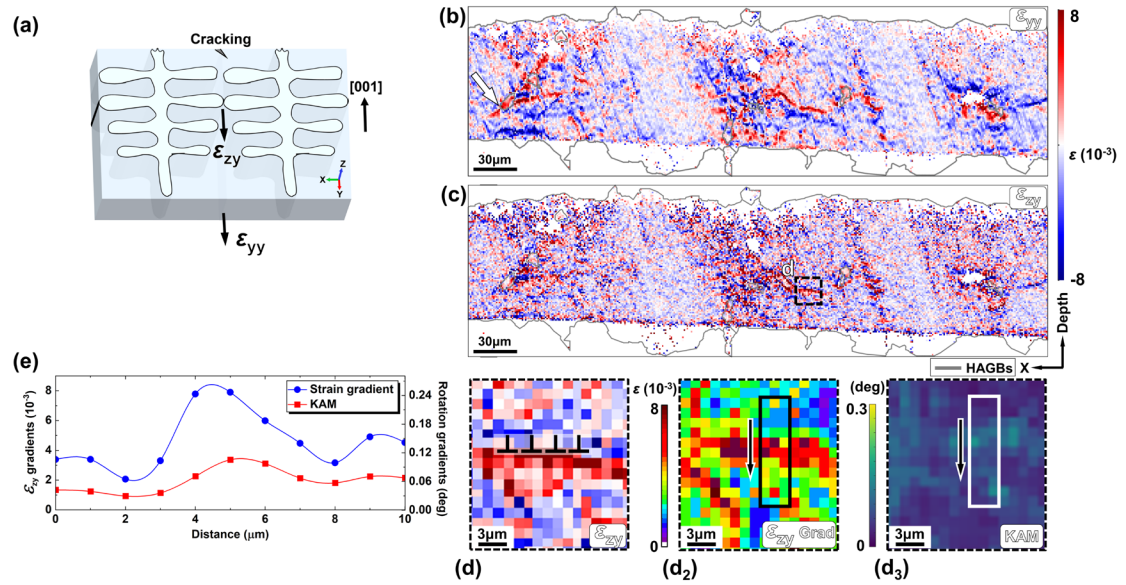 (a)
Cracking
[001]
εzy
εyy
X
Z
Y
(b)
εyy
30μm
8
ε (10⁻³)
-8
(c)
εzy
d
30μm
Depth
HAGBs
X
(e)
Strain gradient
KAM
εzy gradients (10⁻³)
8
6
4
2
0
Rotation gradients (deg)
0.24
0.18
0.12
0.06
0.00
0 2 4 6 8 10
Distance (μm)
εzy
3μm
(d)
ε (10⁻³)
8
0
εzy Grad
3μm
(d₂)
(deg)
0.3
0
KAM
3μm
(d₃)